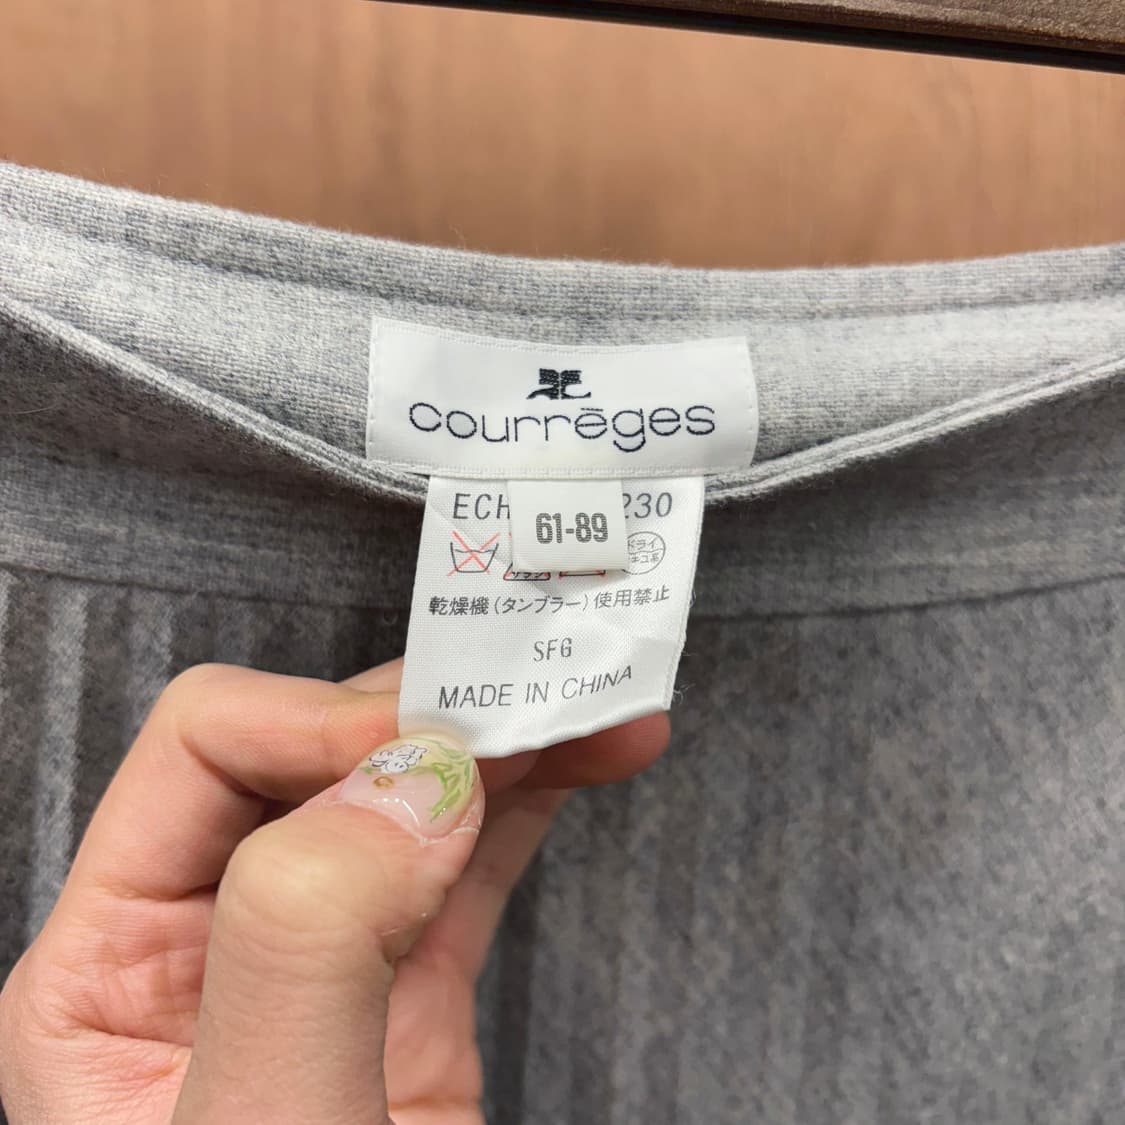 courrēges
ECH 230
61-89
ドライ
乾燥機(タンブラー)使用禁止
SFG
MADE IN CHINA